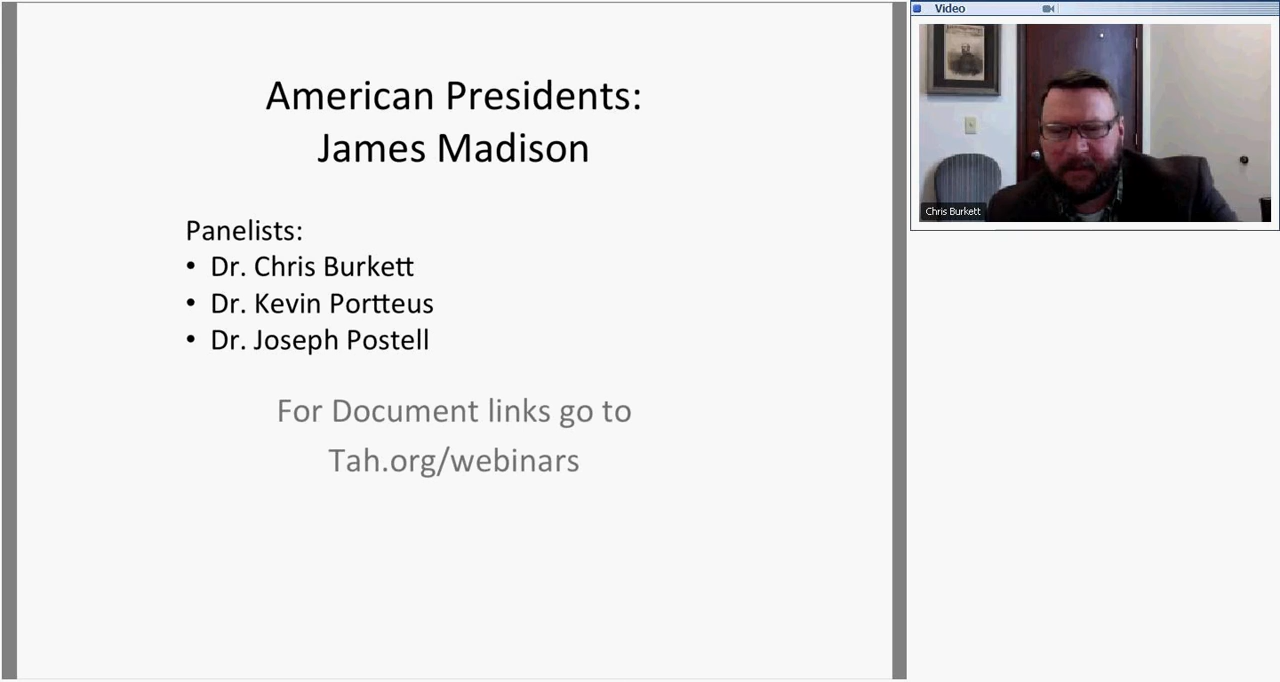 American Presidents:
James Madison
Panelists:
• Dr. Chris Burkett
• Dr. Kevin Portteus
• Dr. Joseph Postell
For Document links go to
Tah.org/webinars
Video
Chris Burkett